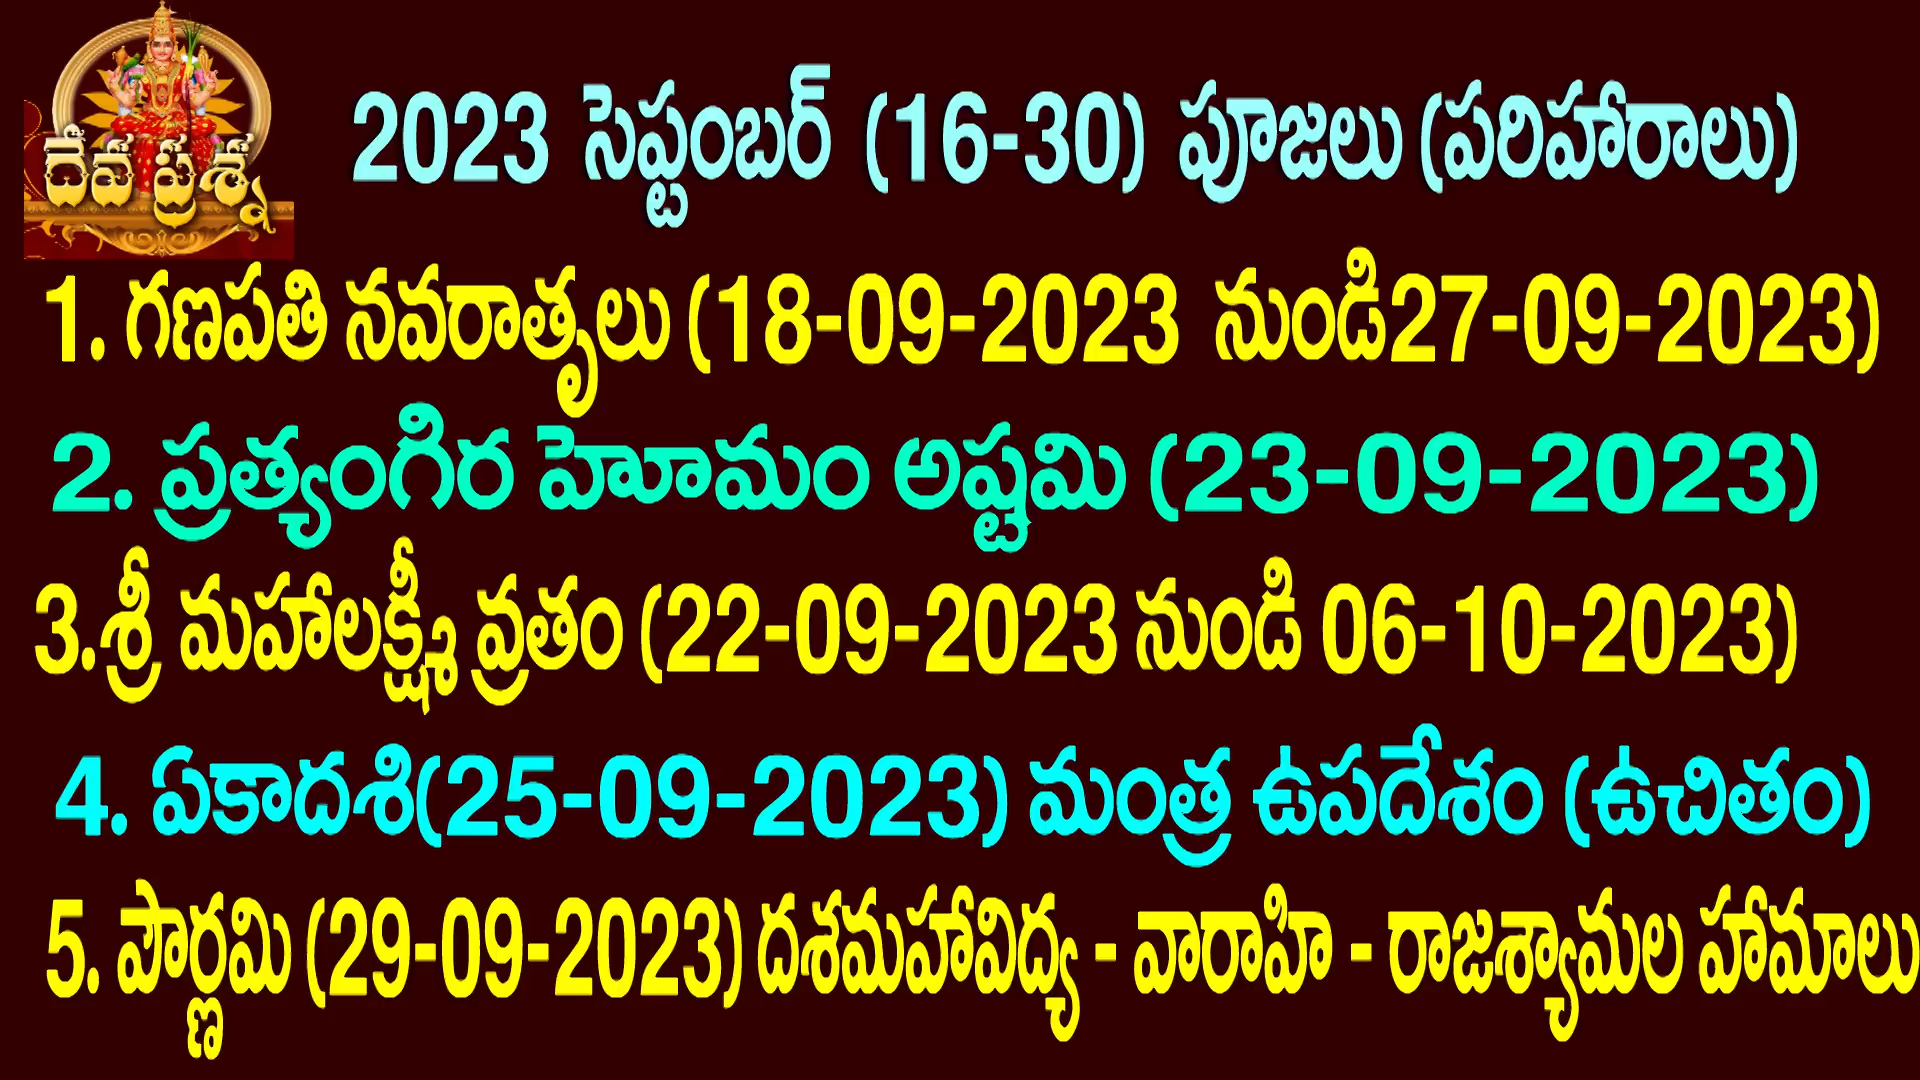 దేవ ప్రశ్న
2023 సెప్టంబర్ (16-30) పూజలు (పరిహారాలు)
1. గణపతి నవరాతృలు (18-09-2023 నుండి27-09-2023)
2. ప్రత్యంగిర హెూమం అష్టమి (23-09-2023)
3.శ్రీ మహాలక్ష్మీ వ్రతం (22-09-2023 నుండి 06-10-2023)
4. ఏకాదశి(25-09-2023) మంత్ర ఉపదేశం (ఉచితం)
5. పౌర్ణమి (29-09-2023) దశమహావిద్య - వారాహి - రాజశ్యామల హామాలు